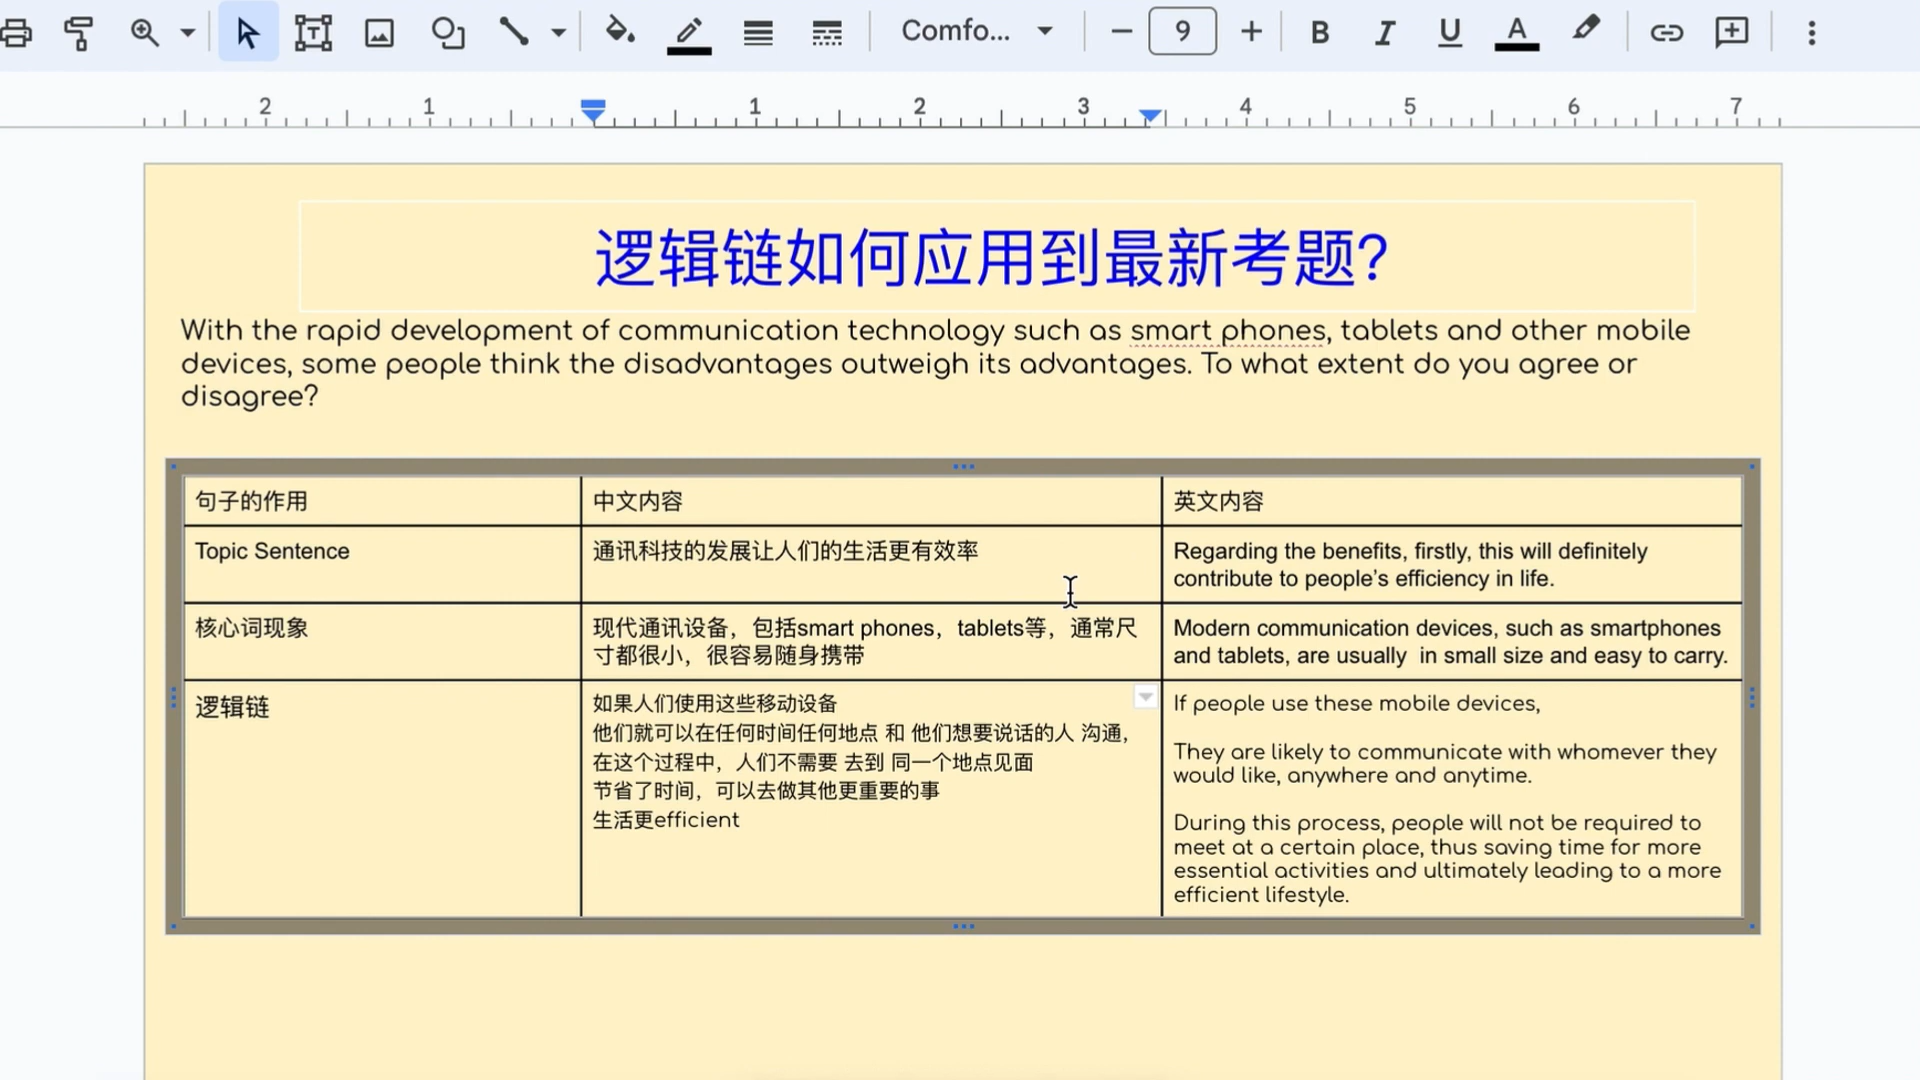 Comfo...
9
B
I
U
A
2
1
1
2
3
4
5
6
7
逻辑链如何应用到最新考题?
With the rapid development of communication technology such as smart phones, tablets and other mobile
devices, some people think the disadvantages outweigh its advantages. To what extent do you agree or
disagree?
句子的作用
中文内容
英文内容
Topic Sentence
通讯科技的发展让人们的生活更有效率
Regarding the benefits, firstly, this will definitely
contribute to people's efficiency in life.
核心词现象
现代通讯设备，包括smart phones，tablets等，通常尺
寸都很小，很容易随身携带
Modern communication devices, such as smartphones
and tablets, are usually  in small size and easy to carry.
逻辑链
如果人们使用这些移动设备
他们就可以在任何时间任何地点 和 他们想要说话的人 沟通，
在这个过程中，人们不需要 去到 同一个地点见面
节省了时间，可以去做其他更重要的事
生活更efficient
If people use these mobile devices,
They are likely to communicate with whomever they
would like, anywhere and anytime.
During this process, people will not be required to
meet at a certain place, thus saving time for more
essential activities and ultimately leading to a more
efficient lifestyle.